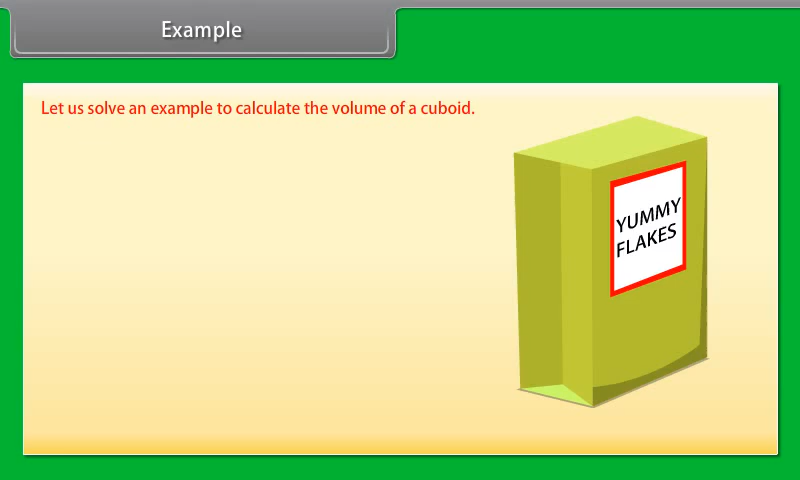 Example
Let us solve an example to calculate the volume of a cuboid.
YUMMY
FLAKES